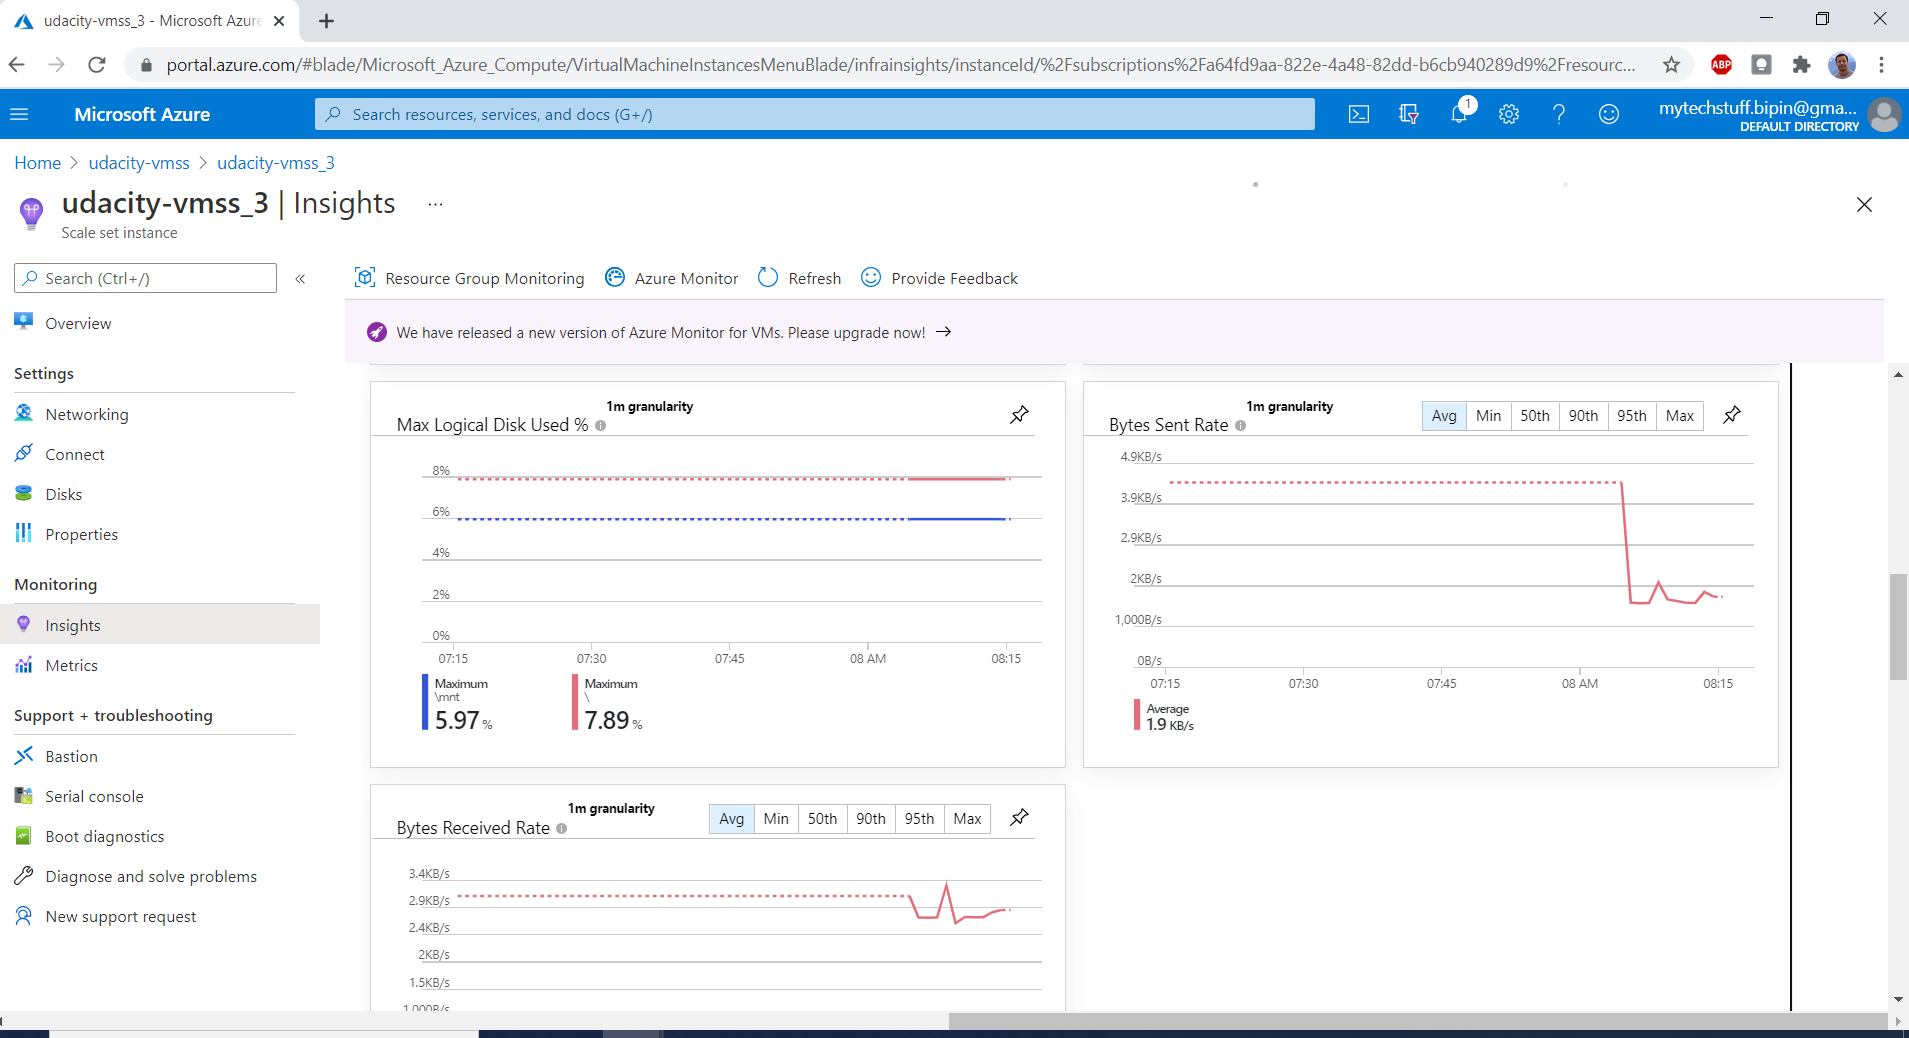 udacity-vmss_3 - Microsoft Azure
portal.azure.com/#blade/Microsoft_Azure_Compute/VirtualMachineInstancesMenuBlade/infrainsights/instanceId/%2Fsubscriptions%2Fa64fd9aa-822e-4a48-82dd-b6cb940289d9%2Fresourc...
ABP
Microsoft Azure
Search resources, services, and docs (G+/)
1
mytechstuff.bipin@gma...
DEFAULT DIRECTORY
Home > udacity-vmss > udacity-vmss_3
udacity-vmss_3 | Insights ...
Scale set instance
Search (Ctrl+/)
«
Overview
Settings
Networking
Connect
Disks
Properties
Monitoring
Insights
Metrics
Support + troubleshooting
Bastion
Serial console
Boot diagnostics
Diagnose and solve problems
New support request
Resource Group Monitoring
Azure Monitor
Refresh
Provide Feedback
We have released a new version of Azure Monitor for VMs. Please upgrade now! →
1m granularity
Max Logical Disk Used %
8%
6%
4%
2%
0%
07:15 07:30 07:45 08 AM 08:15
Maximum
\mnt
5.97 %
Maximum
\
7.89 %
1m granularity
Bytes Sent Rate
Avg Min 50th 90th 95th Max
4.9KB/s
3.9KB/s
2.9KB/s
2KB/s
1,000B/s
0B/s
07:15 07:30 07:45 08 AM 08:15
Average
1.9 KB/s
1m granularity
Bytes Received Rate
Avg Min 50th 90th 95th Max
3.4KB/s
2.9KB/s
2.4KB/s
2KB/s
1.5KB/s
1,000B/s